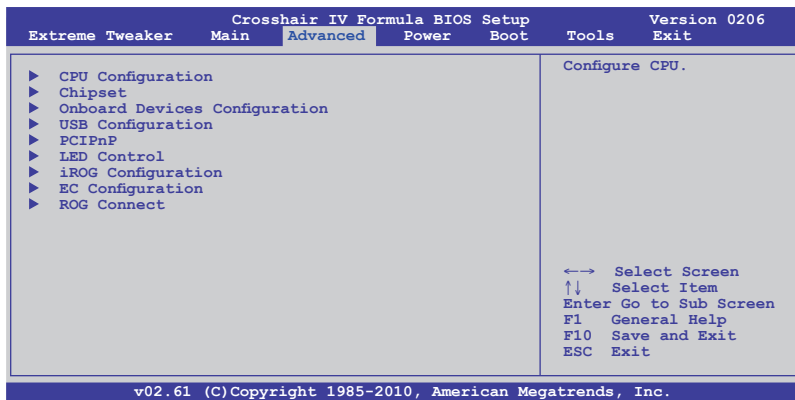 Crosshair IV Formula BIOS Setup Version 0206
Extreme Tweaker Main Advanced Power Boot Tools Exit
▶ CPU Configuration
▶ Chipset
▶ Onboard Devices Configuration
▶ USB Configuration
▶ PCIPnP
▶ LED Control
▶ iROG Configuration
▶ EC Configuration
▶ ROG Connect
Configure CPU.
←→ Select Screen
↑↓ Select Item
Enter Go to Sub Screen
F1 General Help
F10 Save and Exit
ESC Exit
v02.61 (C)Copyright 1985-2010, American Megatrends, Inc.